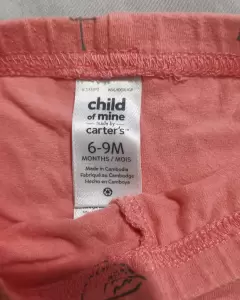 child
of mine
made by
carter's™
6-9M
MONTHS / MOIS
Made in Cambodia
Fabriqué au Cambodge
Hecho en Camboya